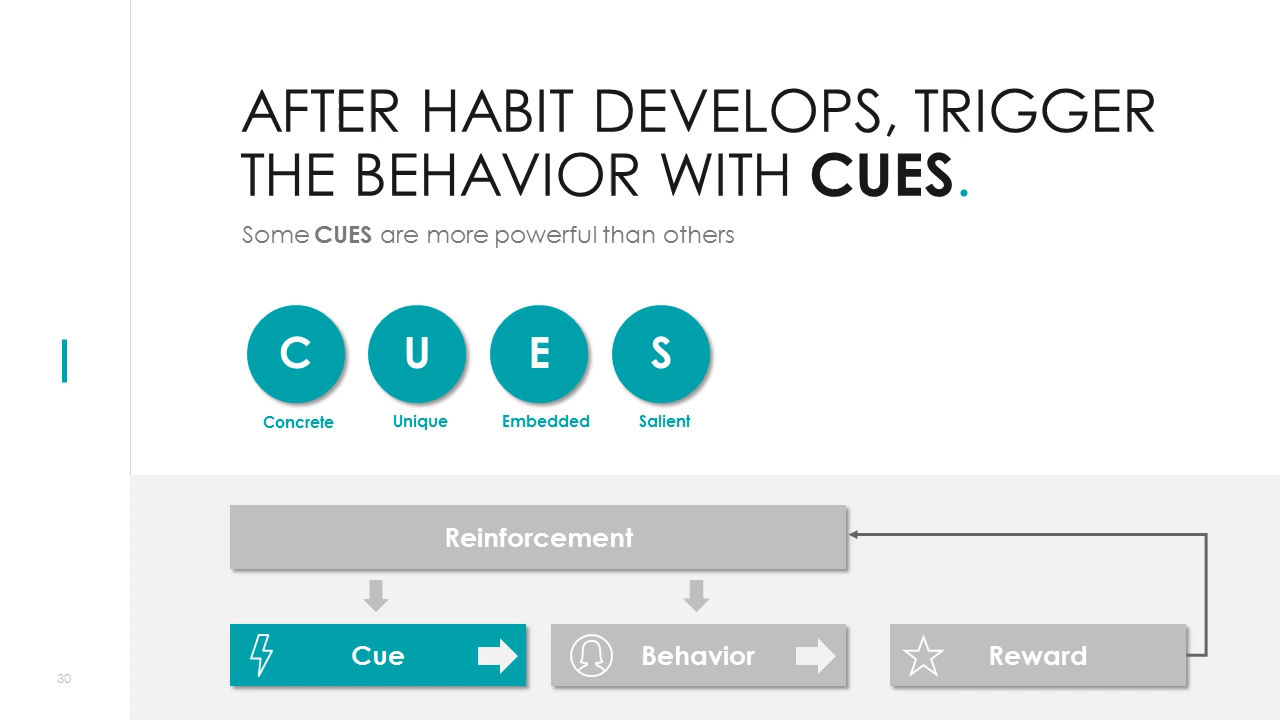 AFTER HABIT DEVELOPS, TRIGGER
THE BEHAVIOR WITH CUES.
Some CUES are more powerful than others
C U E S
Concrete Unique Embedded Salient
Reinforcement
Cue Behavior Reward
30